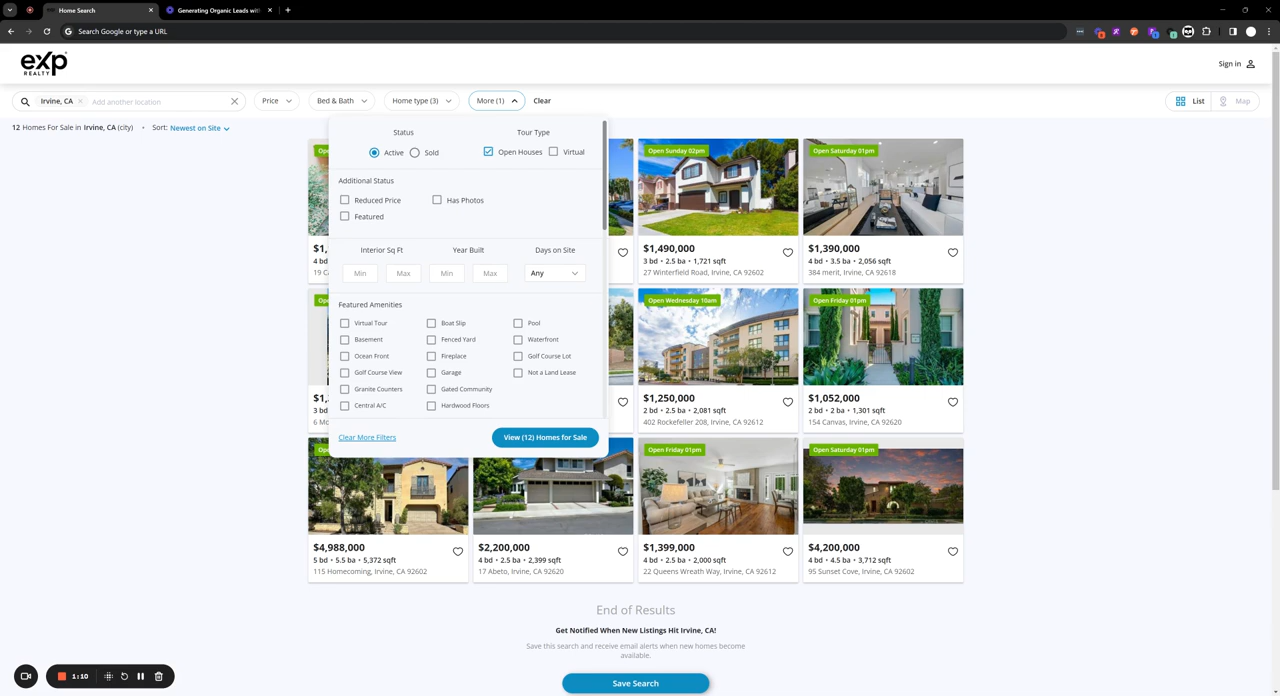 Home Search
Generating Organic Leads with
Search Google or type a URL
exp
REALTY
Sign in
Irvine, CA
Add another location
Price
Bed & Bath
Home type (3)
More (1)
Clear
List
Map
12 Homes For Sale in Irvine, CA (city) • Sort: Newest on Site
Status
Tour Type
Active
Sold
Open Houses
Virtual
Additional Status
Reduced Price
Has Photos
Featured
Interior Sq Ft
Year Built
Days on Site
Min
Max
Min
Max
Any
Featured Amenities
Virtual Tour
Boat Slip
Pool
Basement
Fenced Yard
Waterfront
Ocean Front
Fireplace
Golf Course Lot
Golf Course View
Garage
Not a Land Lease
Granite Counters
Gated Community
Central A/C
Hardwood Floors
Clear More Filters
View (12) Homes for Sale
Open Sunday 02pm
$1,490,000
3 bd • 2.5 ba • 1,721 sqft
27 Winterfield Road, Irvine, CA 92602
Open Saturday 01pm
$1,390,000
4 bd • 3.5 ba • 2,056 sqft
384 merit, Irvine, CA 92618
Open Wednesday 10am
$1,250,000
2 bd • 2.5 ba • 2,081 sqft
402 Rockefeller 208, Irvine, CA 92612
Open Friday 01pm
$1,052,000
2 bd • 2 ba • 1,301 sqft
154 Canvas, Irvine, CA 92620
$4,988,000
5 bd • 5.5 ba • 5,372 sqft
115 Homecoming, Irvine, CA 92602
$2,200,000
4 bd • 2.5 ba • 2,399 sqft
17 Abeto, Irvine, CA 92620
Open Friday 01pm
$1,399,000
4 bd • 2.5 ba • 2,000 sqft
22 Queens Wreath Way, Irvine, CA 92612
Open Saturday 01pm
$4,200,000
4 bd • 4.5 ba • 3,712 sqft
95 Sunset Cove, Irvine, CA 92602
End of Results
Get Notified When New Listings Hit Irvine, CA!
Save this search and receive email alerts when new homes become
available.
Save Search
1:10